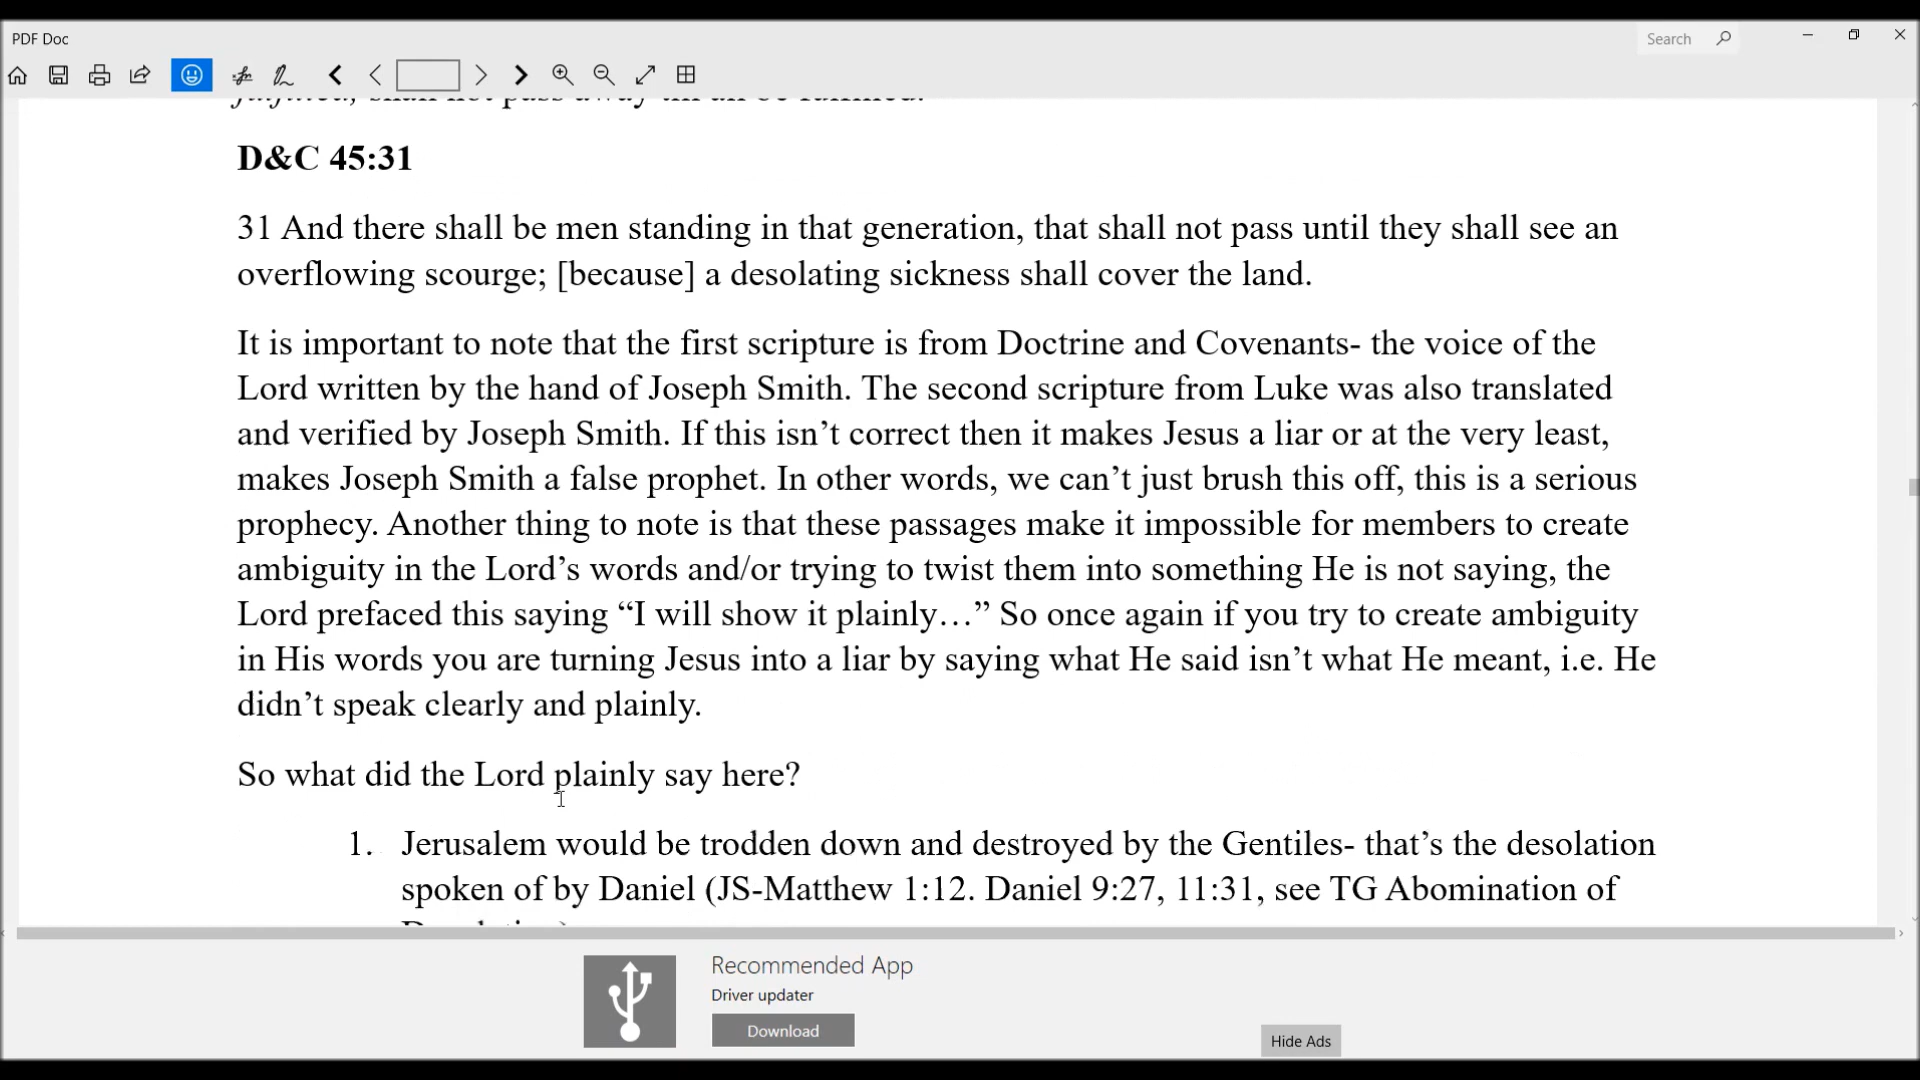 PDF Doc
Search
fulfilled, shall not pass away till all be fulfilled.
D&C 45:31
31 And there shall be men standing in that generation, that shall not pass until they shall see an
overflowing scourge; [because] a desolating sickness shall cover the land.
It is important to note that the first scripture is from Doctrine and Covenants- the voice of the
Lord written by the hand of Joseph Smith. The second scripture from Luke was also translated
and verified by Joseph Smith. If this isn’t correct then it makes Jesus a liar or at the very least,
makes Joseph Smith a false prophet. In other words, we can’t just brush this off, this is a serious
prophecy. Another thing to note is that these passages make it impossible for members to create
ambiguity in the Lord’s words and/or trying to twist them into something He is not saying, the
Lord prefaced this saying “I will show it plainly…” So once again if you try to create ambiguity
in His words you are turning Jesus into a liar by saying what He said isn’t what He meant, i.e. He
didn’t speak clearly and plainly.
So what did the Lord plainly say here?
1. Jerusalem would be trodden down and destroyed by the Gentiles- that’s the desolation
spoken of by Daniel (JS-Matthew 1:12. Daniel 9:27, 11:31, see TG Abomination of
Recommended App
Driver updater
Download
Hide Ads